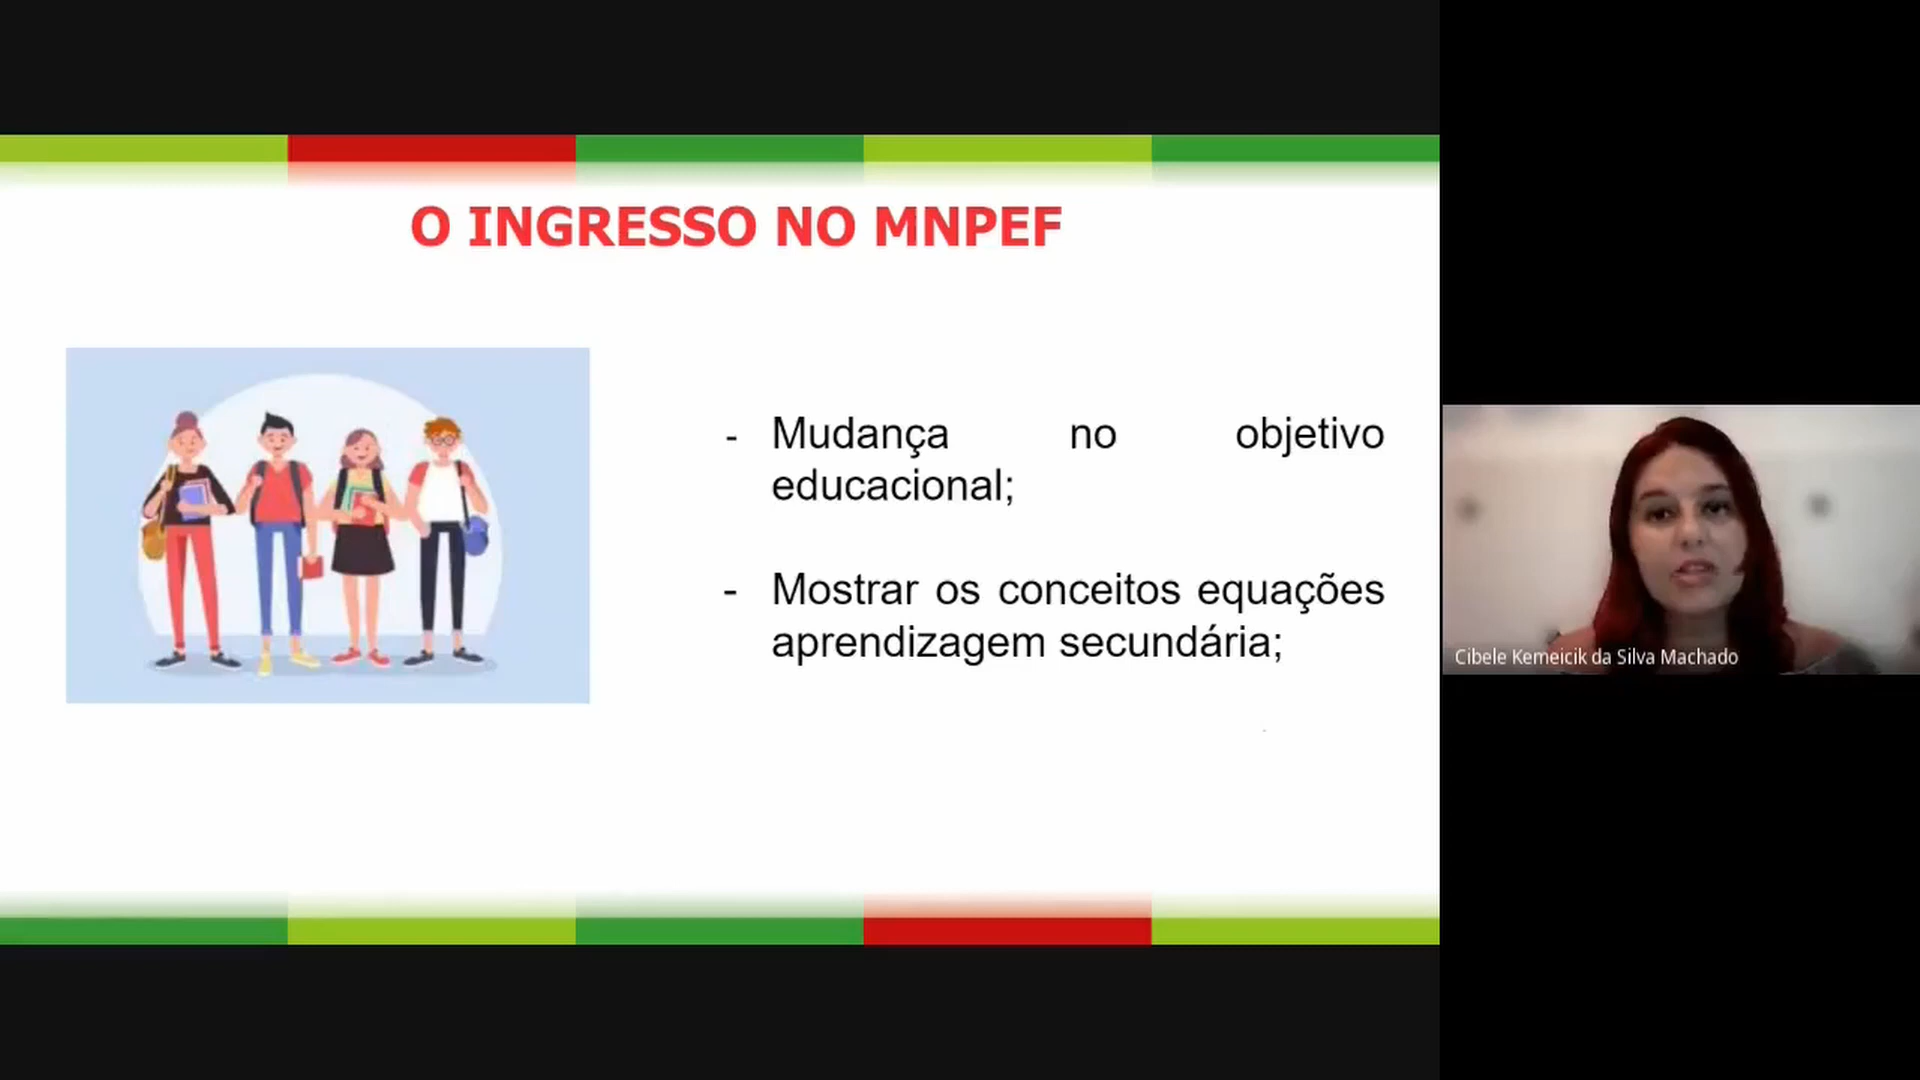 O INGRESSO NO MNPEF
- Mudança no objetivo
educacional;
- Mostrar os conceitos equações
aprendizagem secundária;
Cibele Kemeicik da Silva Machado